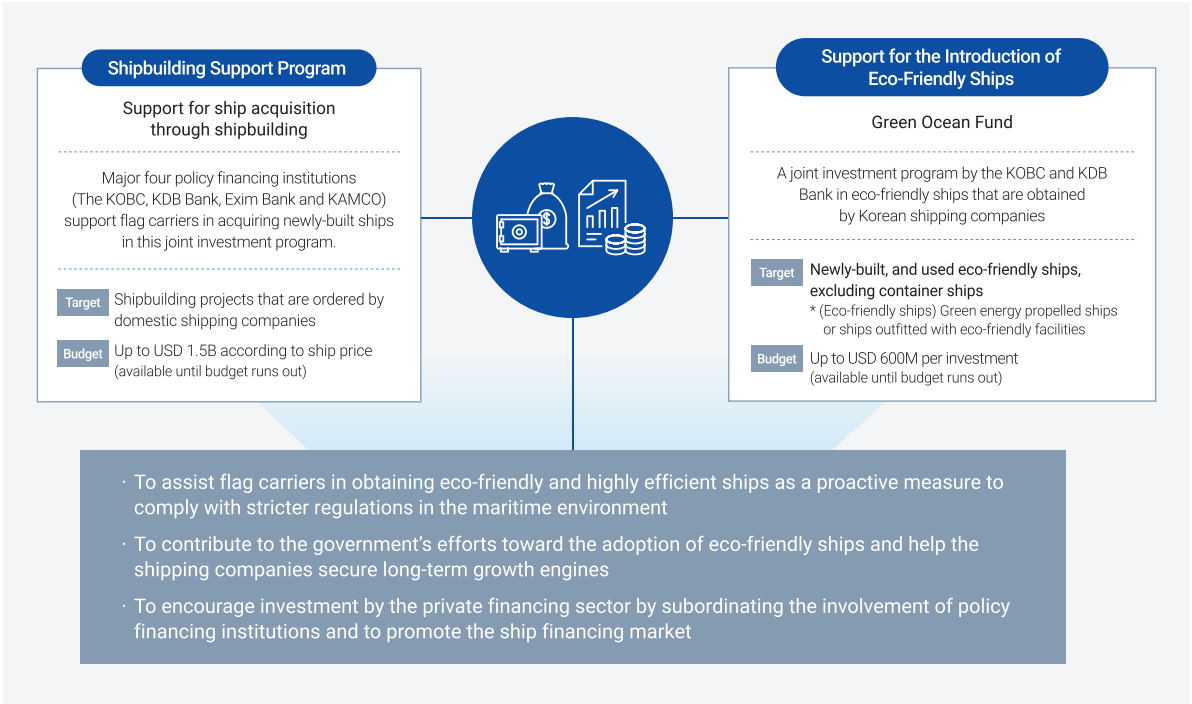 Shipbuilding Support Program
Support for ship acquisition
through shipbuilding
Major four policy financing institutions
(The KOBC, KDB Bank, Exim Bank and KAMCO)
support flag carriers in acquiring newly-built ships
in this joint investment program.
Target Shipbuilding projects that are ordered by
domestic shipping companies
Budget Up to USD 1.5B according to ship price
(available until budget runs out)
$
Support for the Introduction of
Eco-Friendly Ships
Green Ocean Fund
A joint investment program by the KOBC and KDB
Bank in eco-friendly ships that are obtained
by Korean shipping companies
Target Newly-built, and used eco-friendly ships,
excluding container ships
* (Eco-friendly ships) Green energy propelled ships
or ships outfitted with eco-friendly facilities
Budget Up to USD 600M per investment
(available until budget runs out)
· To assist flag carriers in obtaining eco-friendly and highly efficient ships as a proactive measure to
comply with stricter regulations in the maritime environment
· To contribute to the government’s efforts toward the adoption of eco-friendly ships and help the
shipping companies secure long-term growth engines
· To encourage investment by the private financing sector by subordinating the involvement of policy
financing institutions and to promote the ship financing market